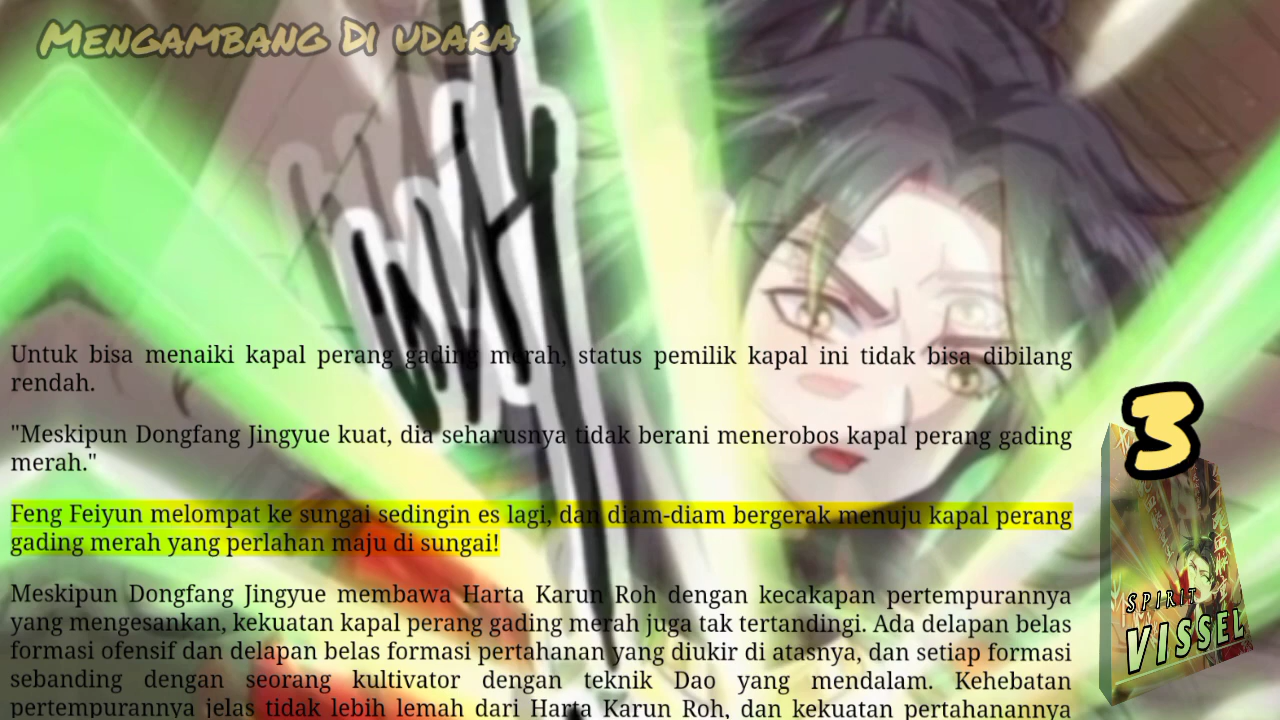 Mengambang Di udara
Untuk bisa menaiki kapal perang gading merah, status pemilik kapal ini tidak bisa dibilang
rendah.
"Meskipun Dongfang Jingyue kuat, dia seharusnya tidak berani menerobos kapal perang gading
merah."
Feng Feiyun melompat ke sungai sedingin es lagi, dan diam-diam bergerak menuju kapal perang
gading merah yang perlahan maju di sungai!
Meskipun Dongfang Jingyue membawa Harta Karun Roh dengan kecakapan pertempurannya
yang mengesankan, kekuatan kapal perang gading merah juga tak tertandingi. Ada delapan belas
formasi ofensif dan delapan belas formasi pertahanan yang diukir di atasnya, dan setiap formasi
sebanding dengan seorang kultivator dengan teknik Dao yang mendalam. Kehebatan
pertempurannya jelas tidak lebih lemah dari Harta Karun Roh, dan kekuatan pertahanannya
3
SPIRIT
VISSEL